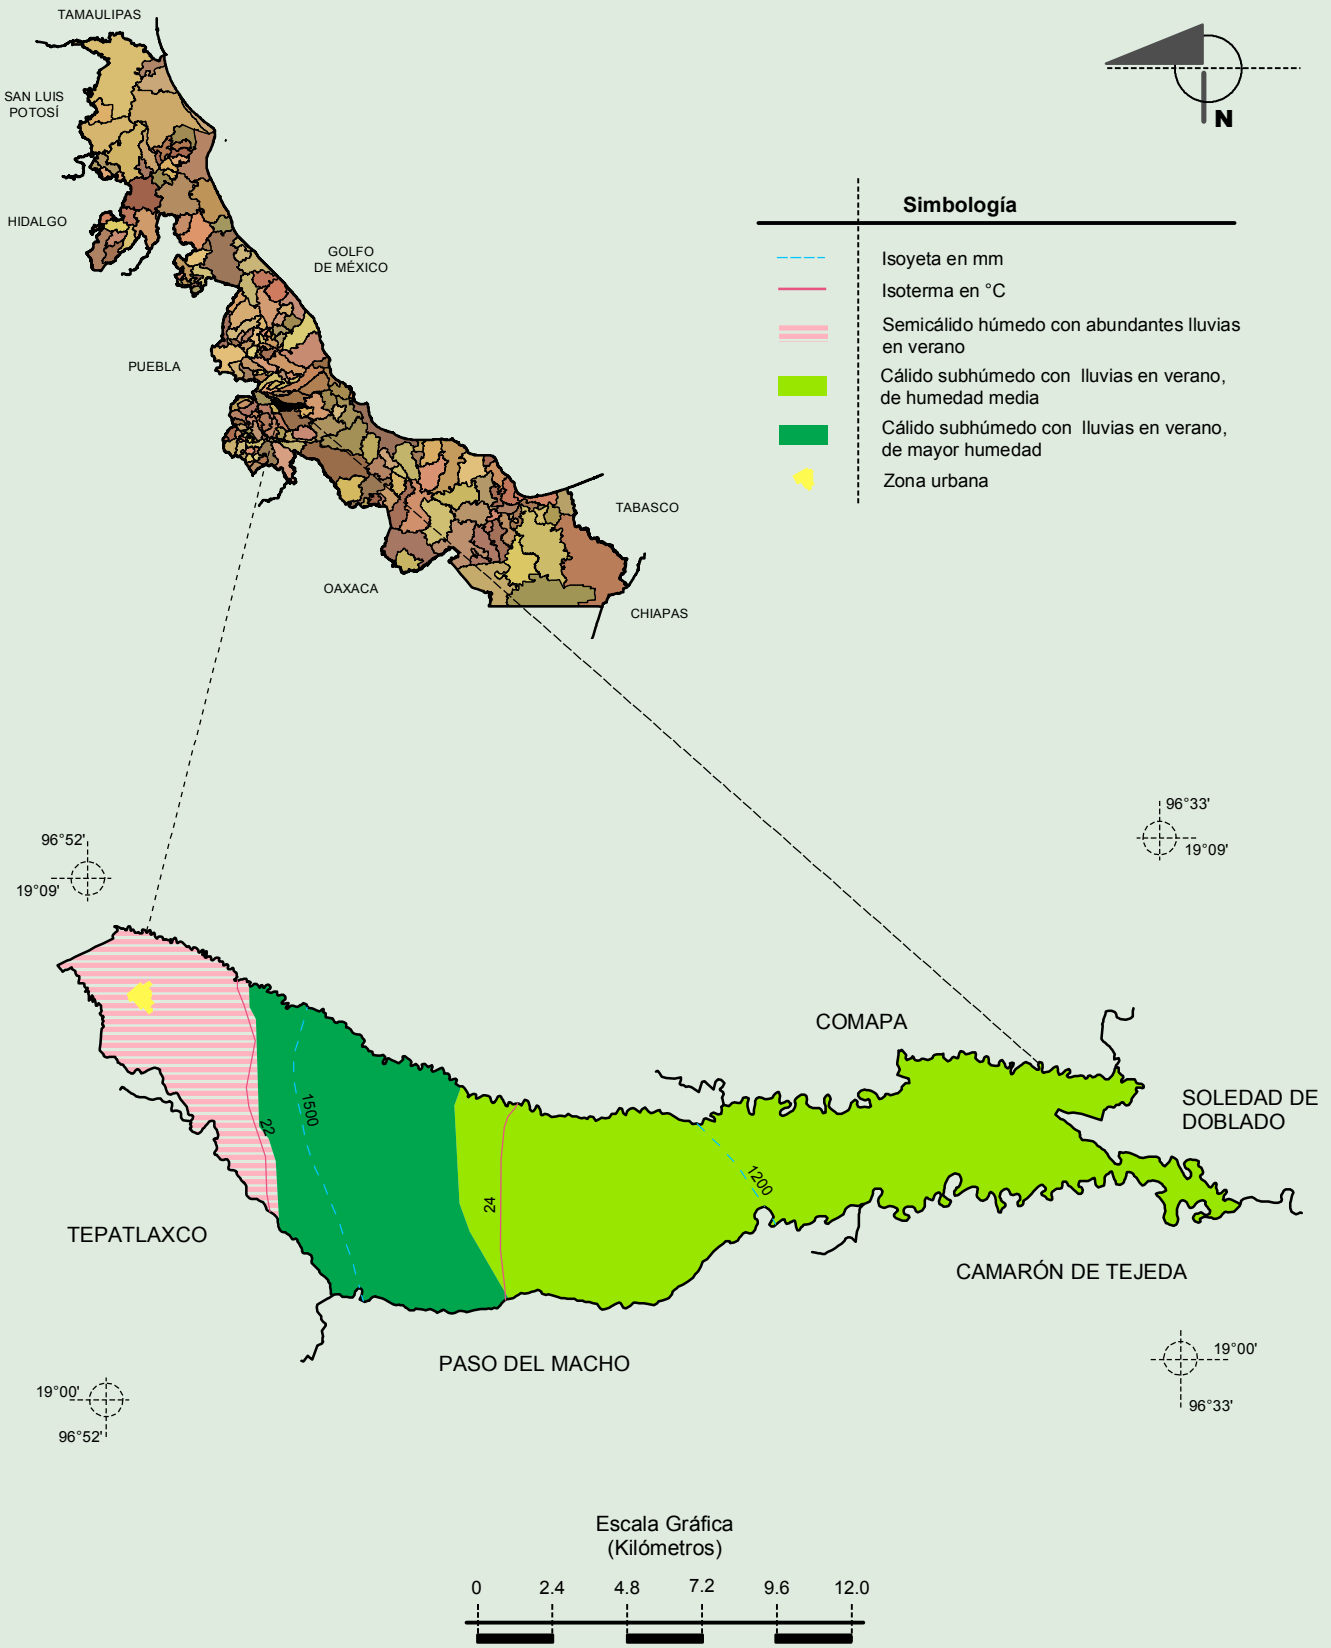 TAMAULIPAS
SAN LUIS
POTOSÍ
HIDALGO
GOLFO
DE MÉXICO
PUEBLA
TABASCO
OAXACA
CHIAPAS
N
Simbología
Isoyeta en mm
Isoterma en °C
Semicálido húmedo con abundantes lluvias
en verano
Cálido subhúmedo con lluvias en verano,
de humedad media
Cálido subhúmedo con lluvias en verano,
de mayor humedad
Zona urbana
96°52'
19°09'
96°33'
19°09'
COMAPA
SOLEDAD DE
DOBLADO
22
1500
24
1200
TEPATLAXCO
CAMARÓN DE TEJEDA
PASO DEL MACHO
19°00'
96°52'
19°00'
96°33'
Escala Gráfica
(Kilómetros)
0 2.4 4.8 7.2 9.6 12.0